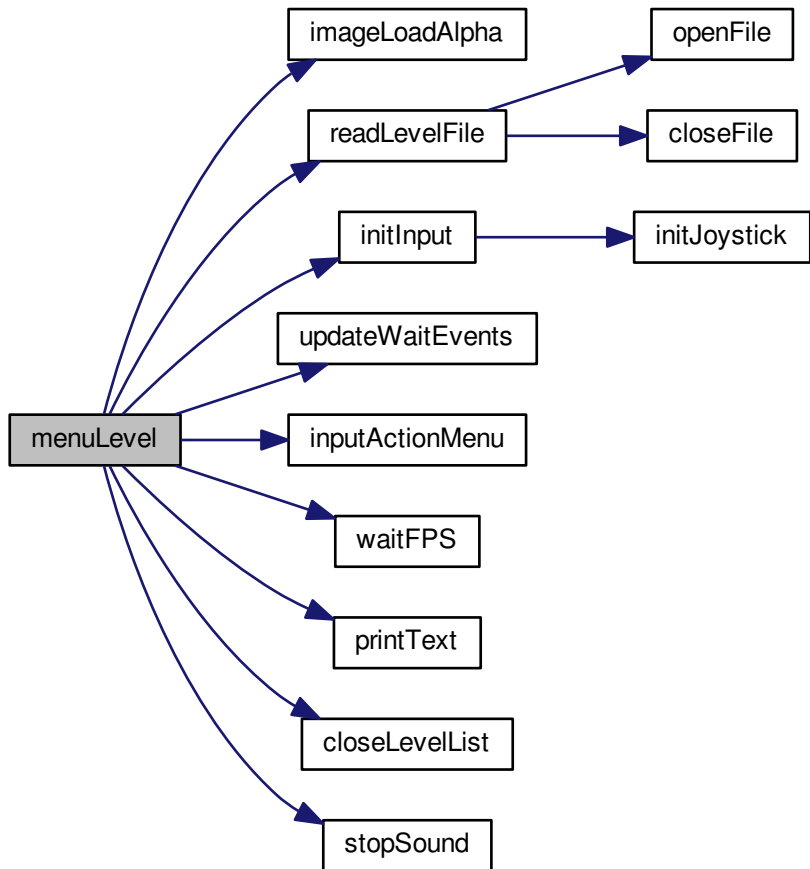 imageLoadAlpha
openFile
readLevelFile
closeFile
initInput
initJoystick
updateWaitEvents
menuLevel
inputActionMenu
waitFPS
printText
closeLevelList
stopSound